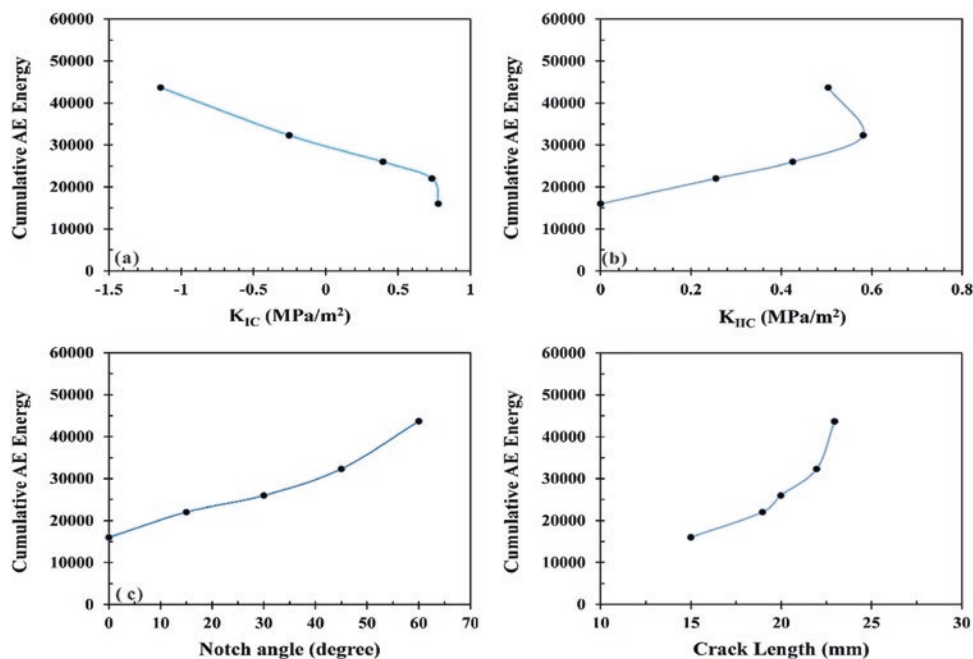 60000
50000
40000
30000
20000
10000
0
Cumulative AE Energy
(a)
-1.5 -1 -0.5 0 0.5 1
K_IC (MPa/m²)
60000
50000
40000
30000
20000
10000
0
Cumulative AE Energy
(b)
0 0.2 0.4 0.6 0.8
K_IIC (MPa/m²)
60000
50000
40000
30000
20000
10000
0
Cumulative AE Energy
(c)
0 10 20 30 40 50 60 70
Notch angle (degree)
60000
50000
40000
30000
20000
10000
0
Cumulative AE Energy
10 15 20 25 30
Crack Length (mm)